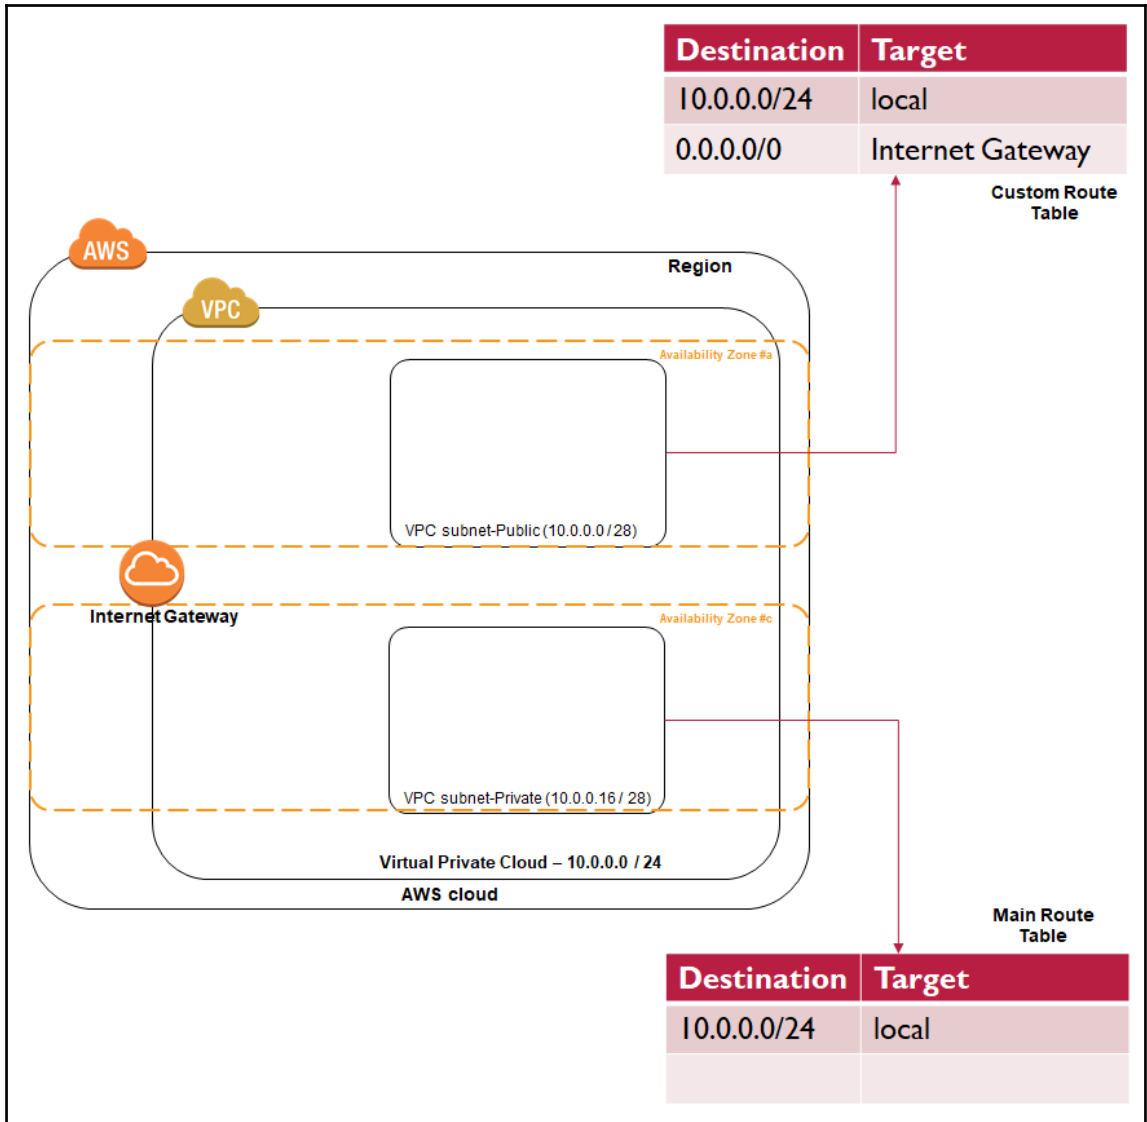 Destination Target
10.0.0.0/24 local
0.0.0.0/0 Internet Gateway
Custom Route
Table
AWS
Region
VPC
Availability Zone #a
VPC subnet-Public (10.0.0.0 / 28)
Internet Gateway
Availability Zone #c
VPC subnet-Private (10.0.0.16 / 28)
Virtual Private Cloud – 10.0.0.0 / 24
AWS cloud
Main Route
Table
Destination Target
10.0.0.0/24 local